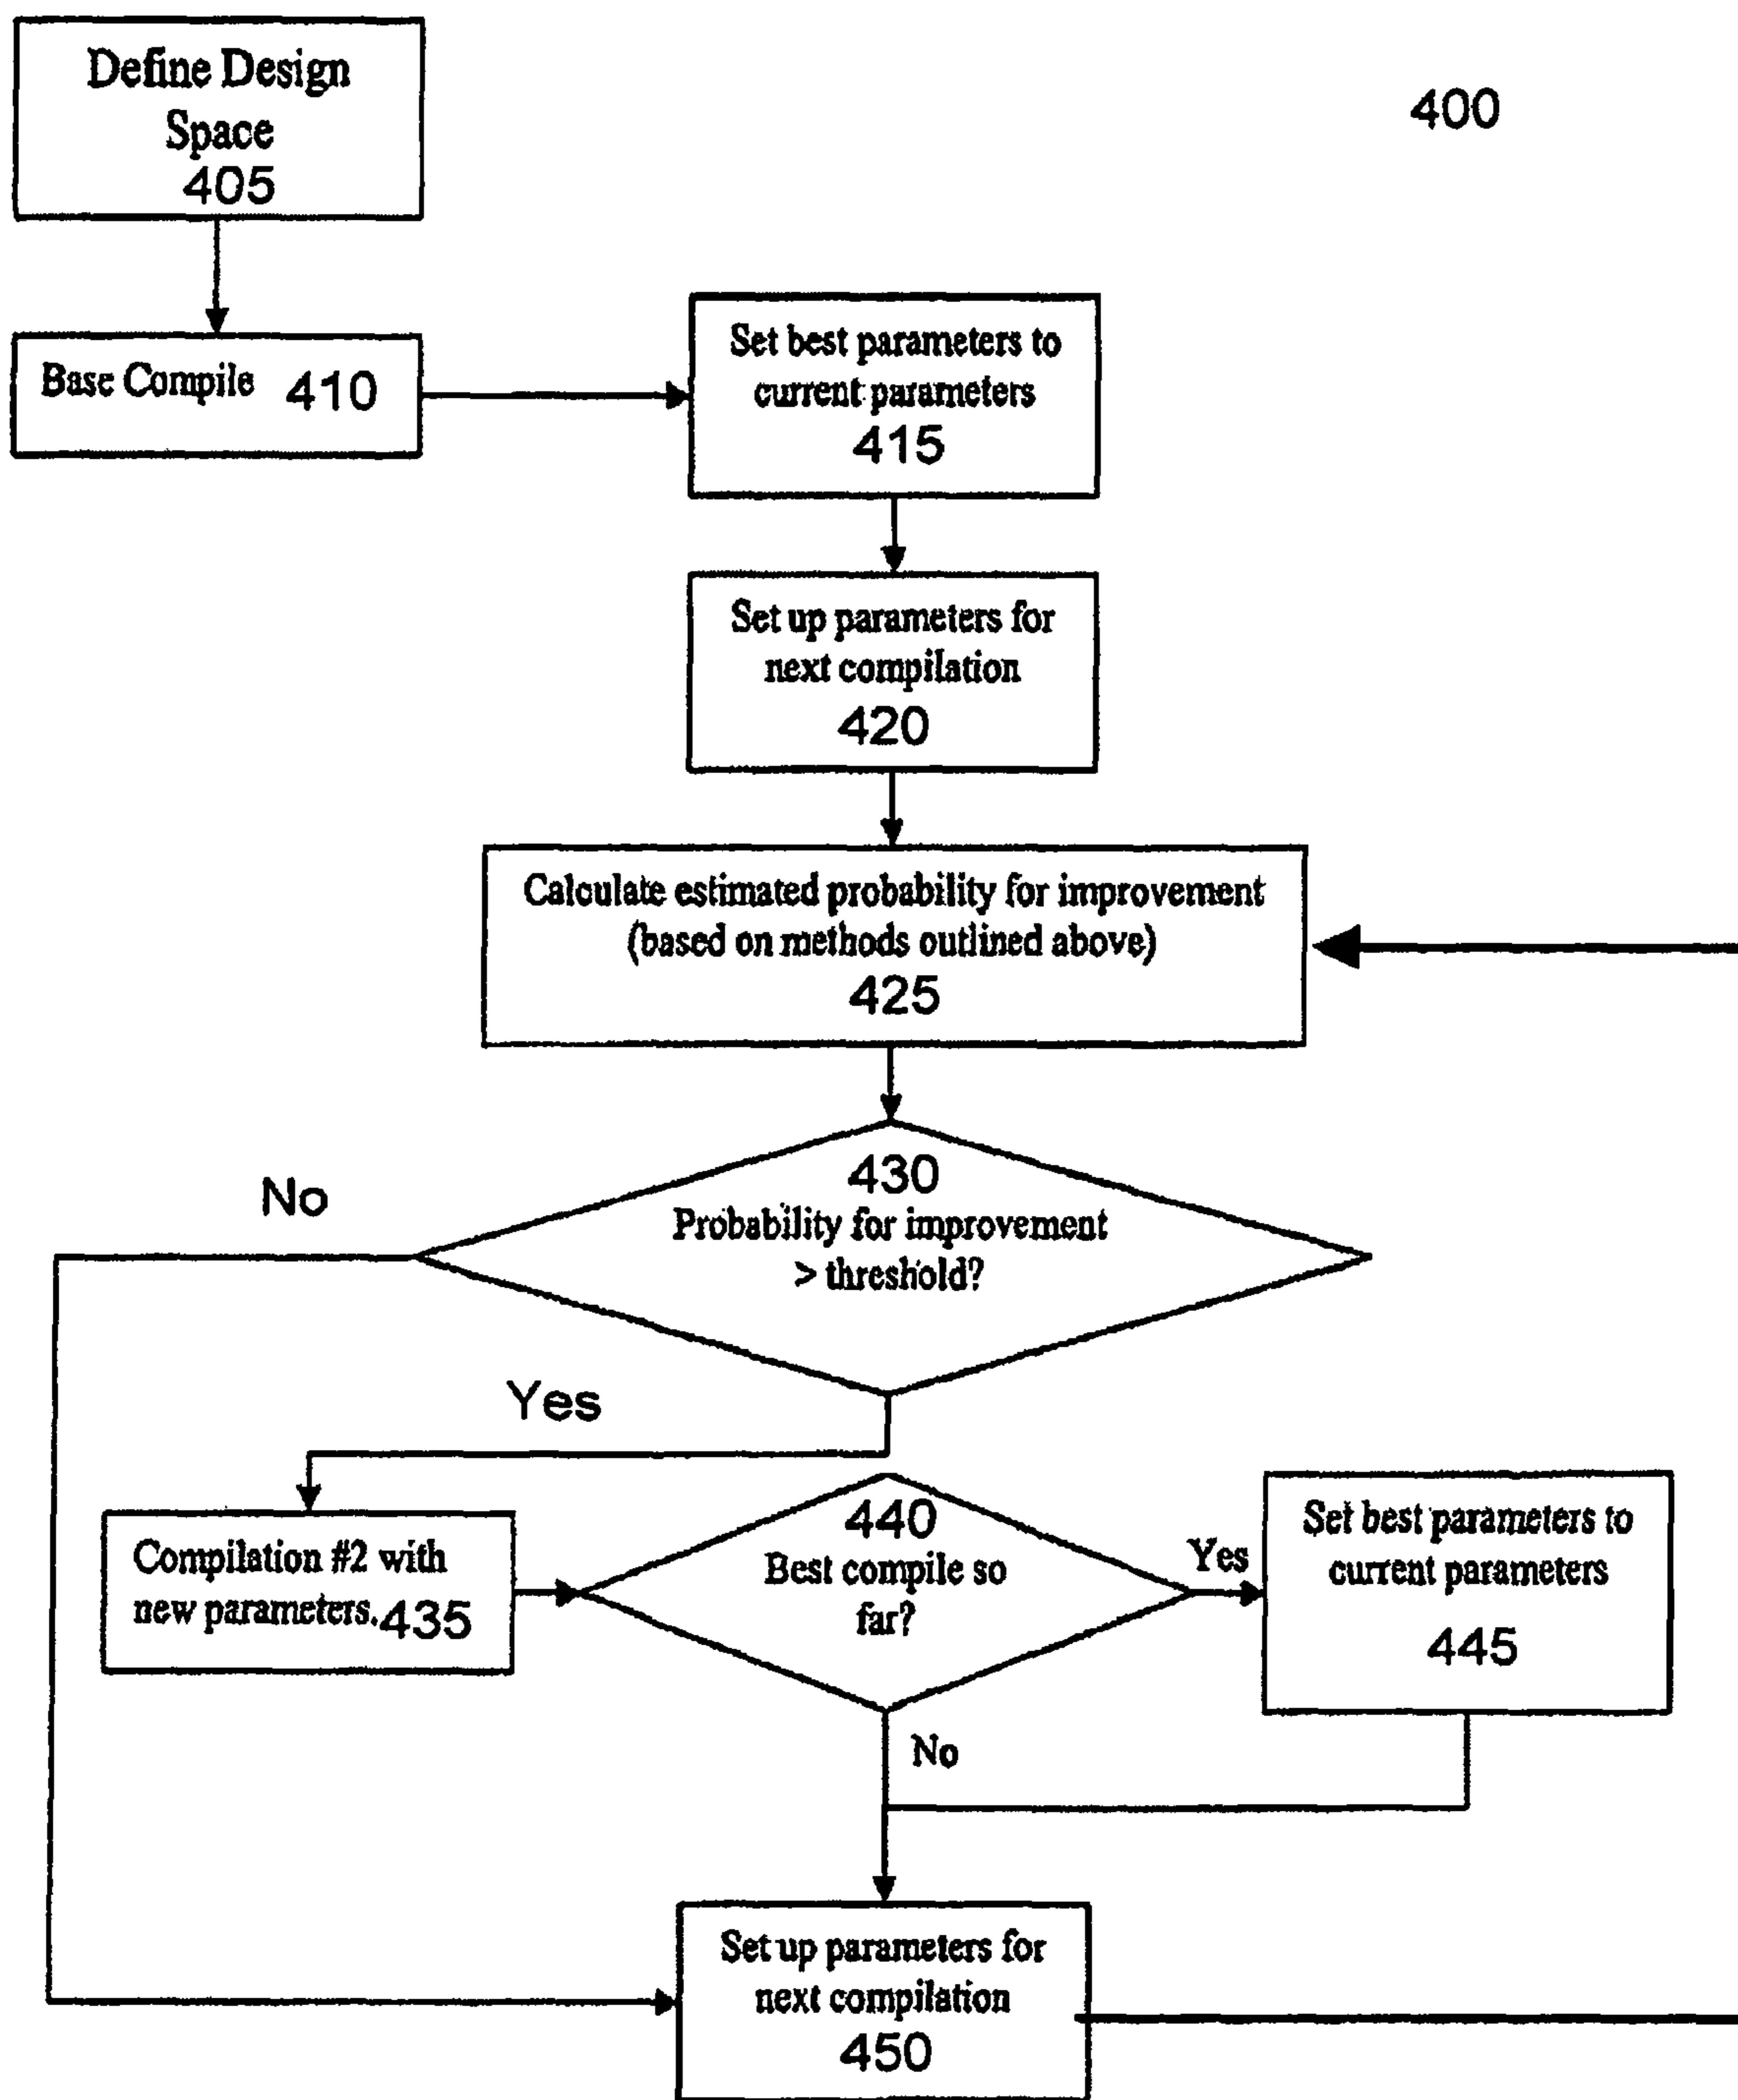 Define Design
Space
405
400
Base Compile 410
Set best parameters to
current parameters
415
Set up parameters for
next compilation
420
Calculate estimated probability for improvement
(based on methods outlined above)
425
430
Probability for improvement
> threshold?
No
Yes
Compilation #2 with
new parameters. 435
440
Best compile so
far?
Yes
No
Set best parameters to
current parameters
445
Set up parameters for
next compilation
450